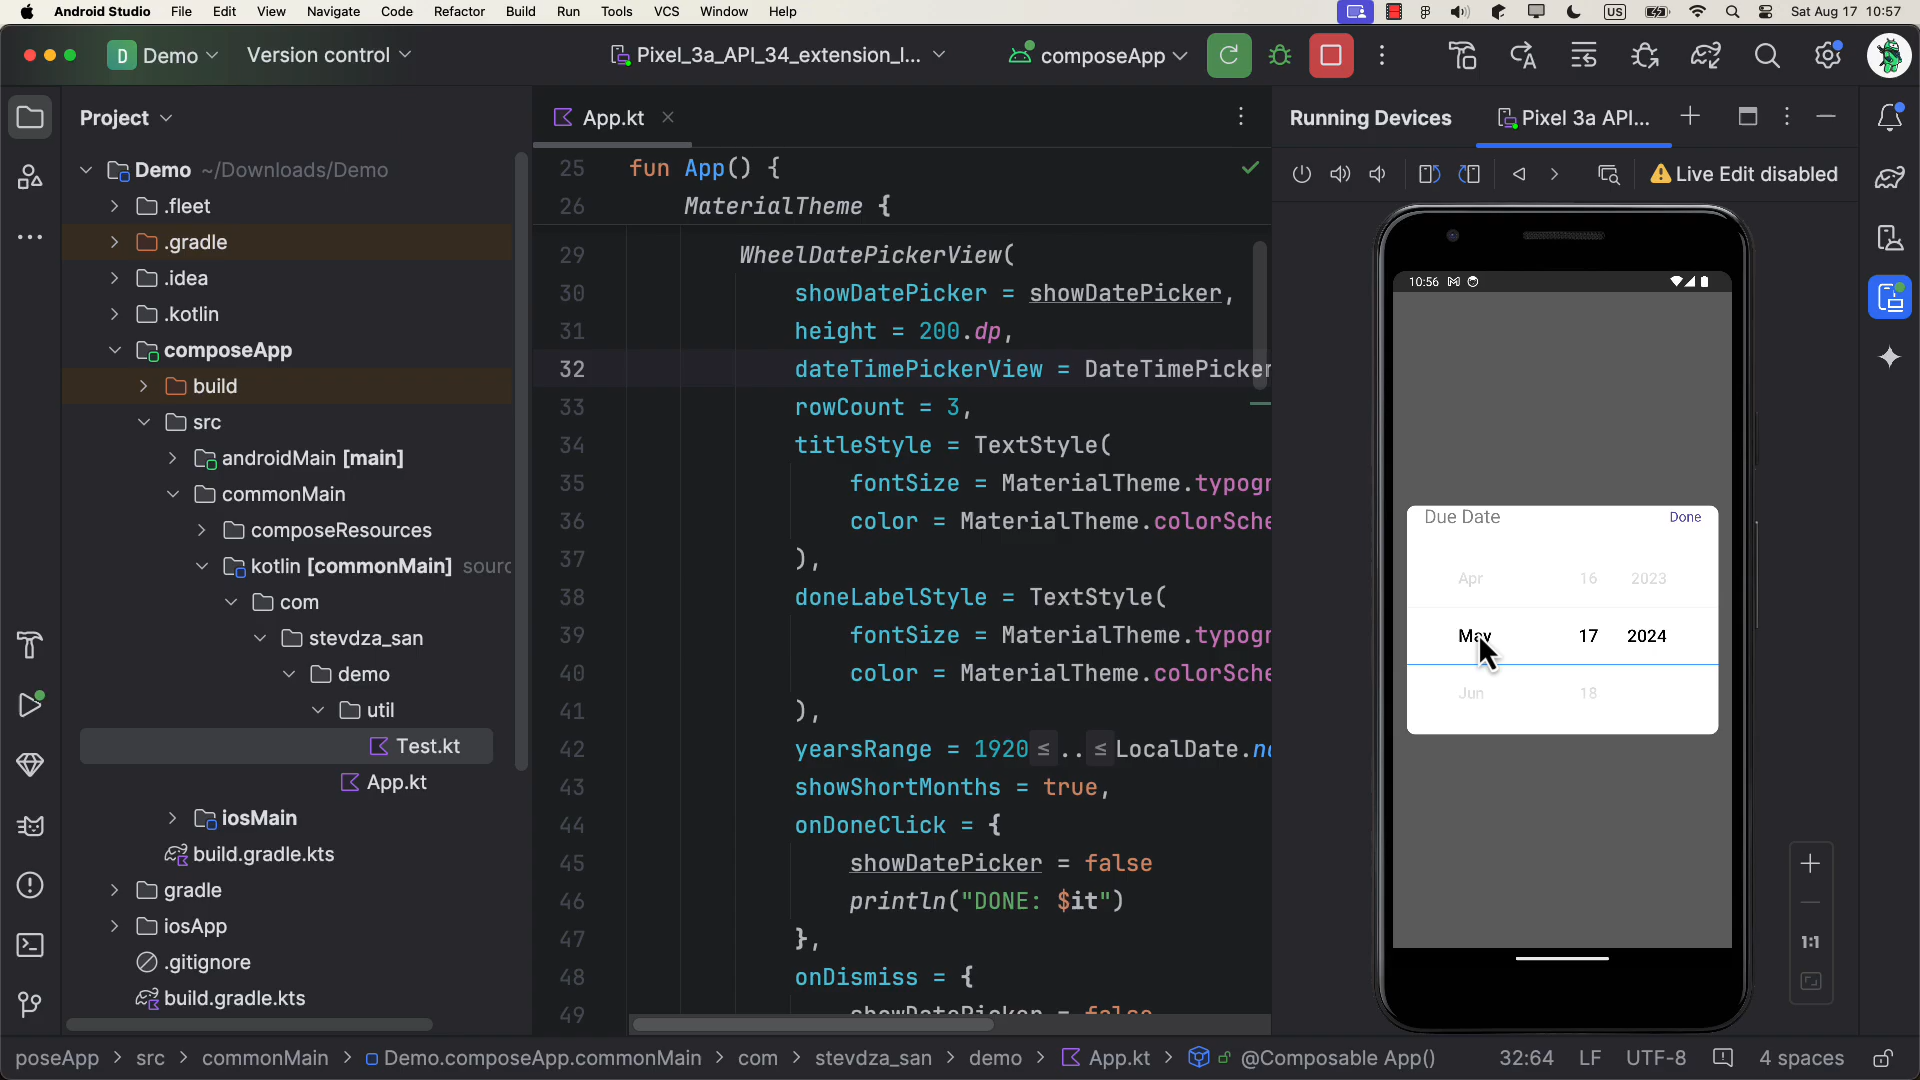 Android Studio File Edit View Navigate Code Refactor Build Run Tools VCS Window Help US Sat Aug 17 10:57
D Demo Version control Pixel_3a_API_34_extension_l... composeApp
Project
Demo ~/Downloads/Demo
.fleet
.gradle
.idea
.kotlin
composeApp
build
src
androidMain [main]
commonMain
composeResources
kotlin [commonMain] sourc
com
stevdza_san
demo
util
Test.kt
App.kt
iosMain
build.gradle.kts
gradle
iosApp
.gitignore
build.gradle.kts
App.kt
25 fun App() {
26 MaterialTheme {
29 WheelDatePickerView(
30 showDatePicker = showDatePicker,
31 height = 200.dp,
32 dateTimePickerView = DateTimePicker
33 rowCount = 3,
34 titleStyle = TextStyle(
35 fontSize = MaterialTheme.typogr
36 color = MaterialTheme.colorSche
37 ),
38 doneLabelStyle = TextStyle(
39 fontSize = MaterialTheme.typogr
40 color = MaterialTheme.colorSche
41 ),
42 yearsRange = 1920 ≤ .. ≤ LocalDate.no
43 showShortMonths = true,
44 onDoneClick = {
45 showDatePicker = false
46 println("DONE: $it")
47 },
48 onDismiss = {
49 showDatePicker = false
Running Devices Pixel 3a API...
Live Edit disabled
10:56
Due Date Done
Apr 16 2023
May 17 2024
Jun 18
1:1
poseApp > src > commonMain > Demo.composeApp.commonMain > com > stevdza_san > demo > App.kt > @Composable App() 32:64 LF UTF-8 4 spaces